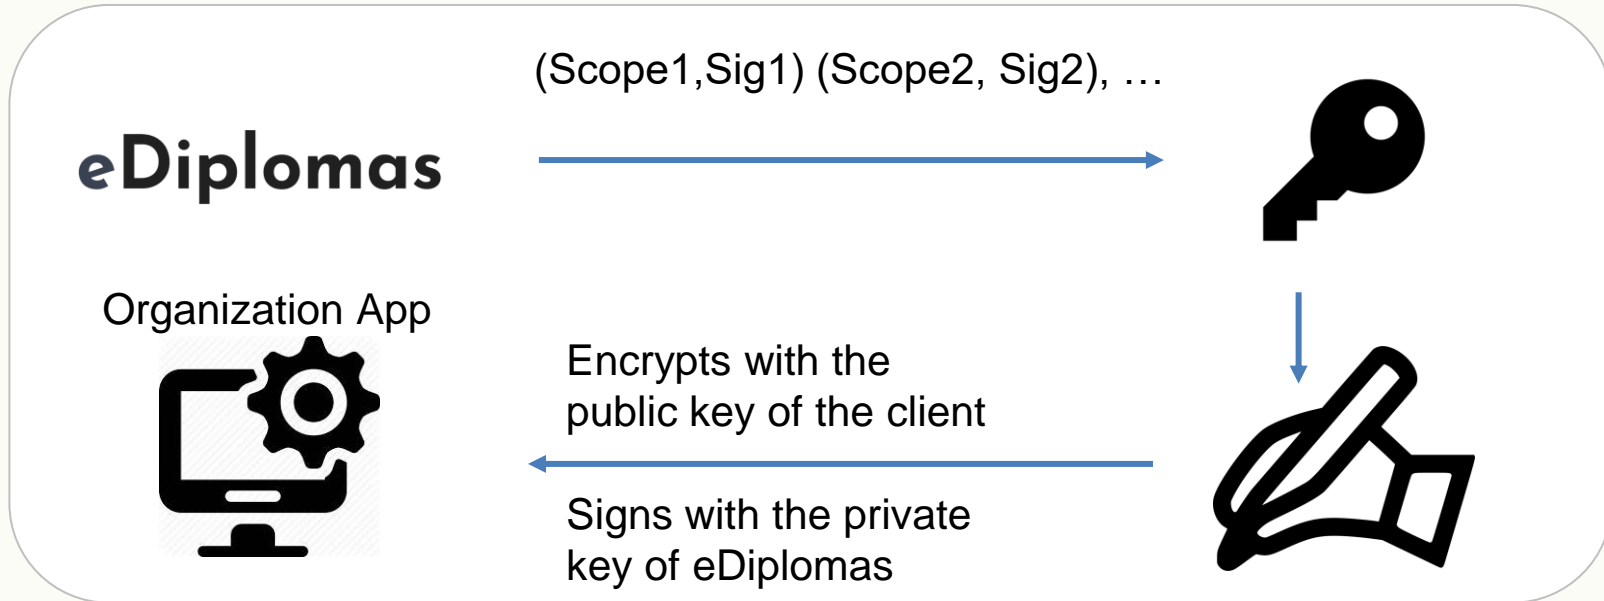 (Scope1,Sig1) (Scope2, Sig2), …
eDiplomas
Organization App
Encrypts with the
public key of the client
Signs with the private
key of eDiplomas